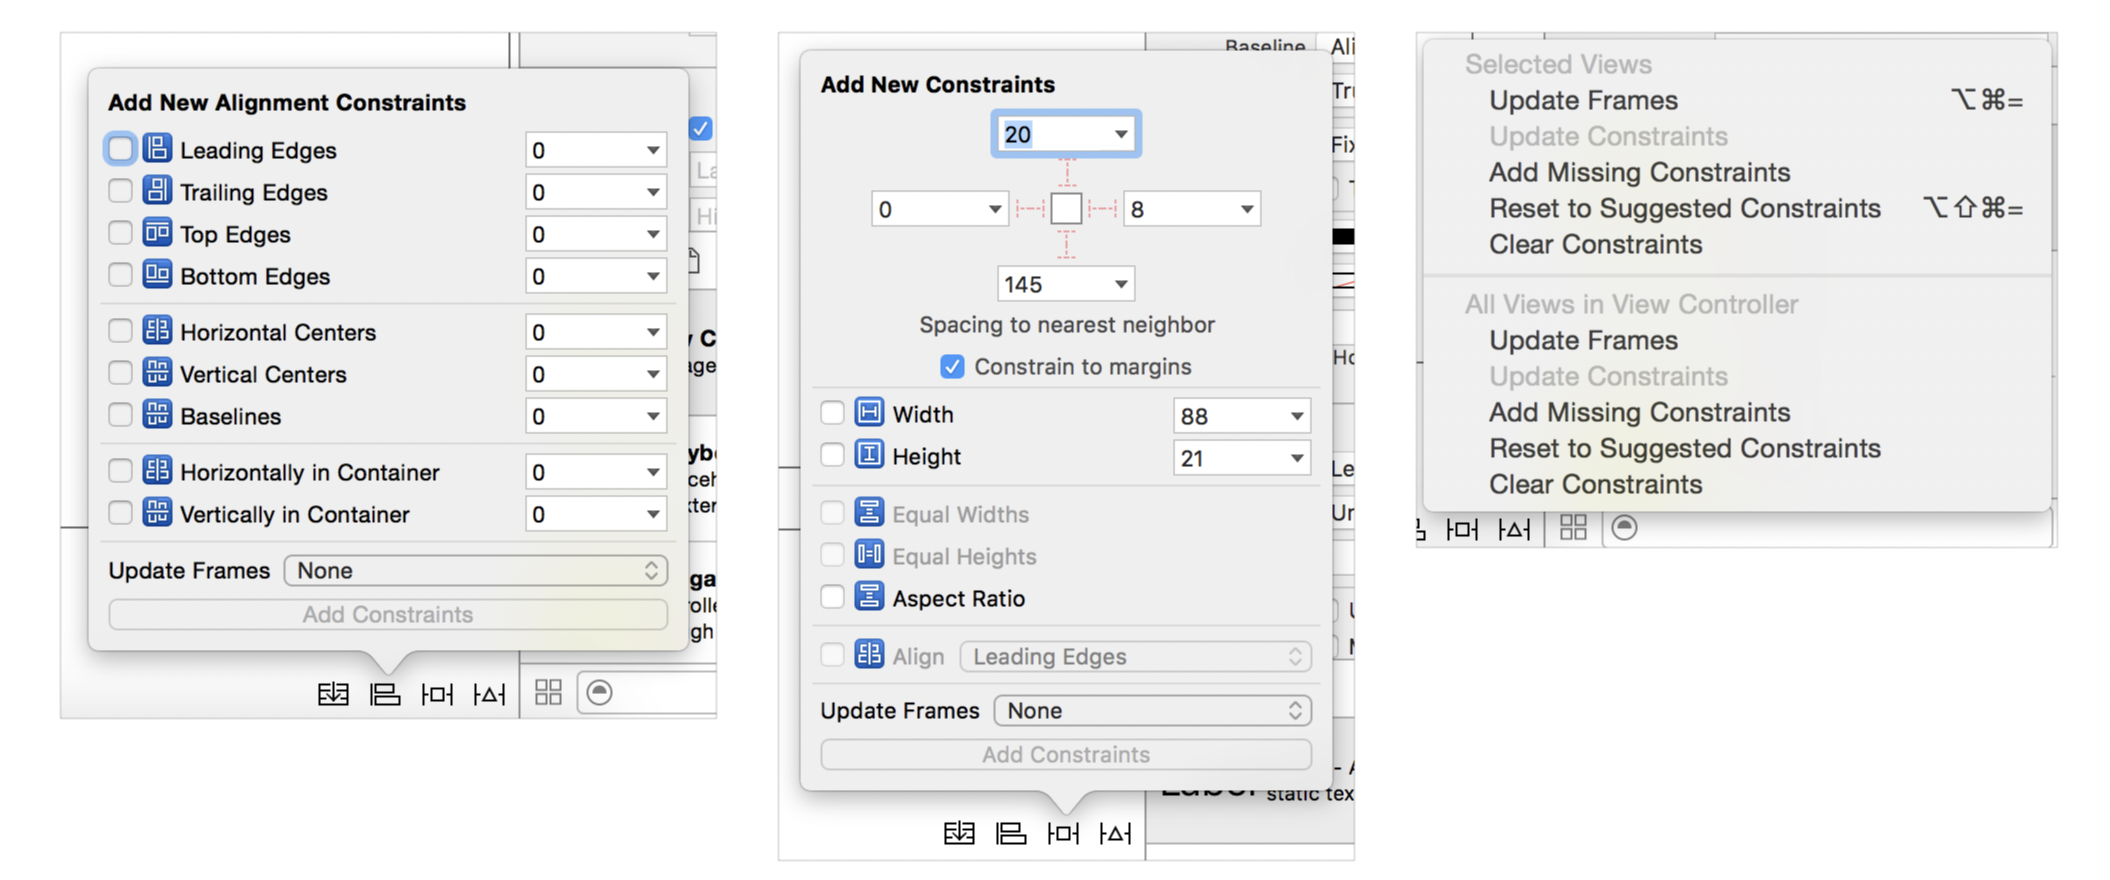 Add New Alignment Constraints
Leading Edges 0
Trailing Edges 0
Top Edges 0
Bottom Edges 0
Horizontal Centers 0
Vertical Centers 0
Baselines 0
Horizontally in Container 0
Vertically in Container 0
Update Frames None
Add Constraints
Baseline
Add New Constraints
20
0 8
145
Spacing to nearest neighbor
Constrain to margins
Width 88
Height 21
Equal Widths
Equal Heights
Aspect Ratio
Align Leading Edges
Update Frames None
Add Constraints
static tex
Selected Views
Update Frames ⌥⌘=
Update Constraints
Add Missing Constraints
Reset to Suggested Constraints ⌥⇧⌘=
Clear Constraints
All Views in View Controller
Update Frames
Update Constraints
Add Missing Constraints
Reset to Suggested Constraints
Clear Constraints